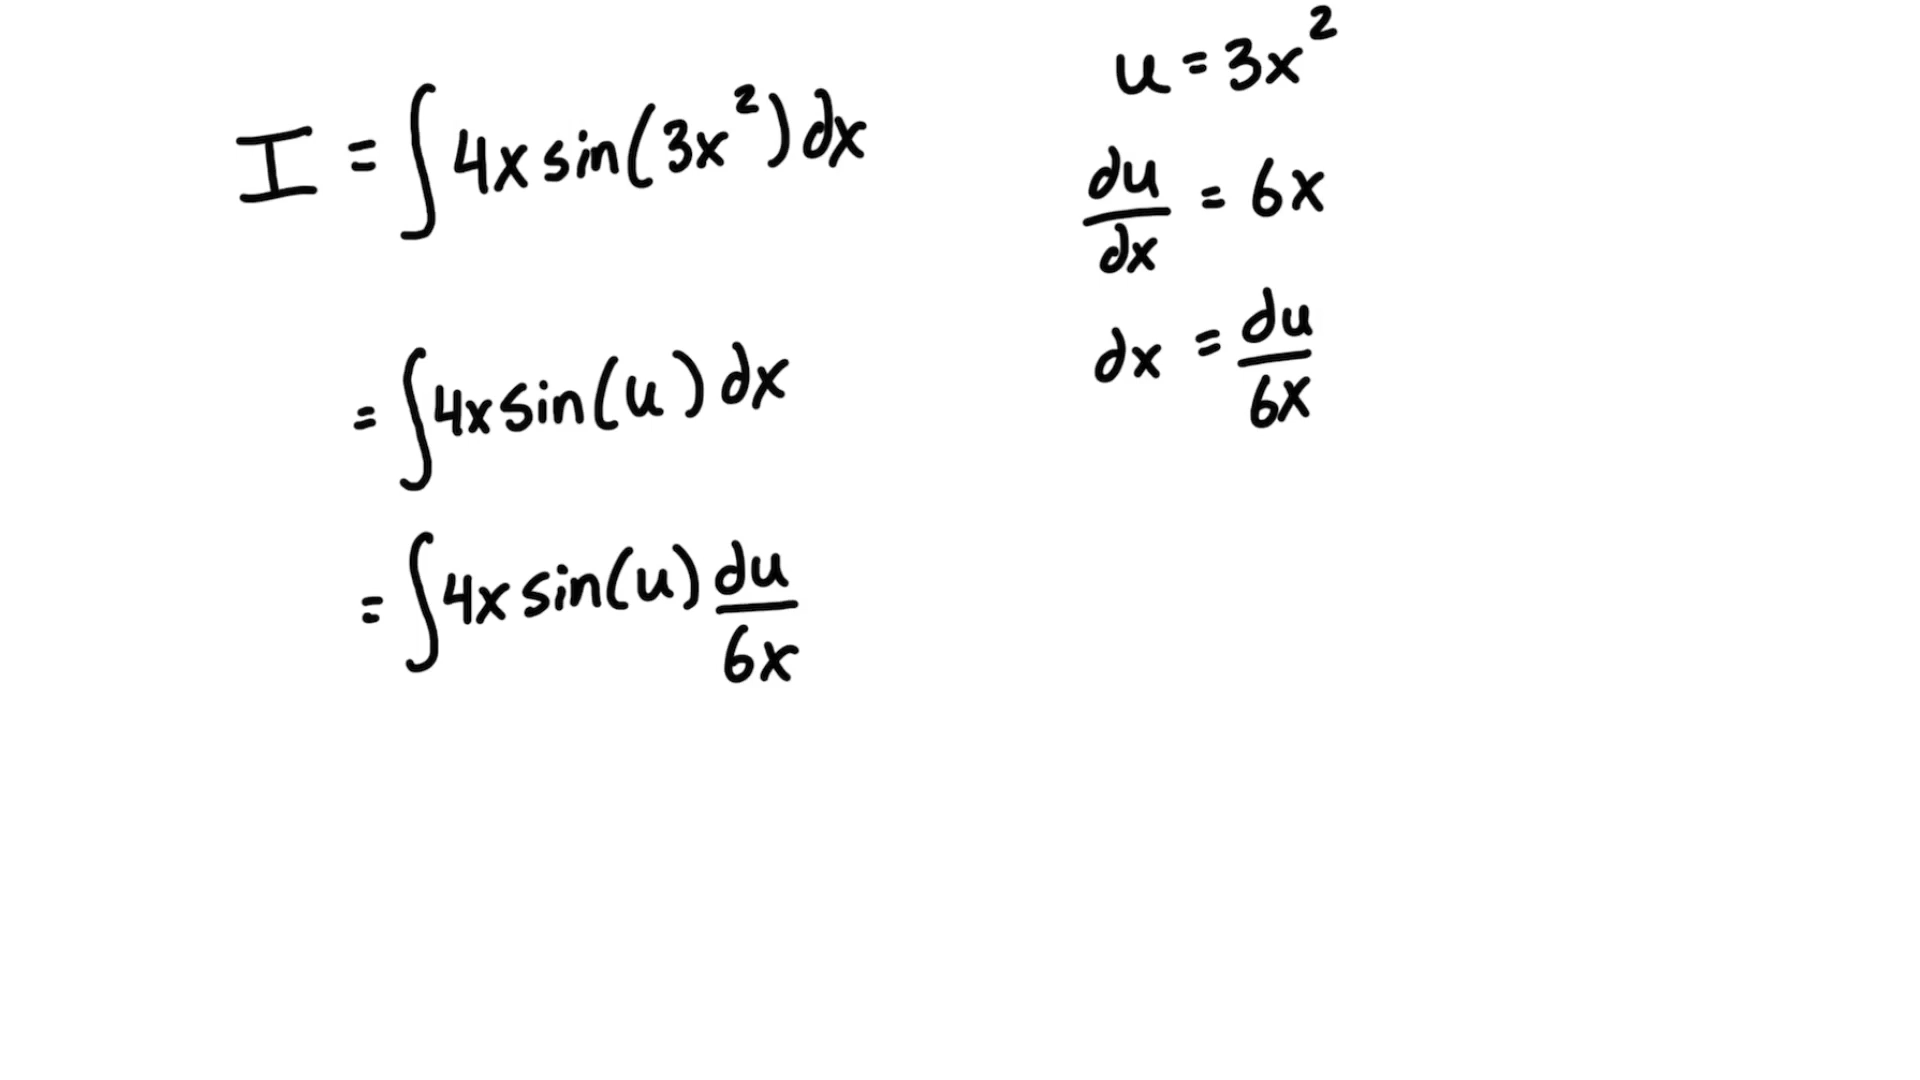 I = ∫ 4x sin(3x²) dx
= ∫ 4x sin(u) dx
= ∫ 4x sin(u) du/6x
u = 3x²
du/dx = 6x
dx = du/6x